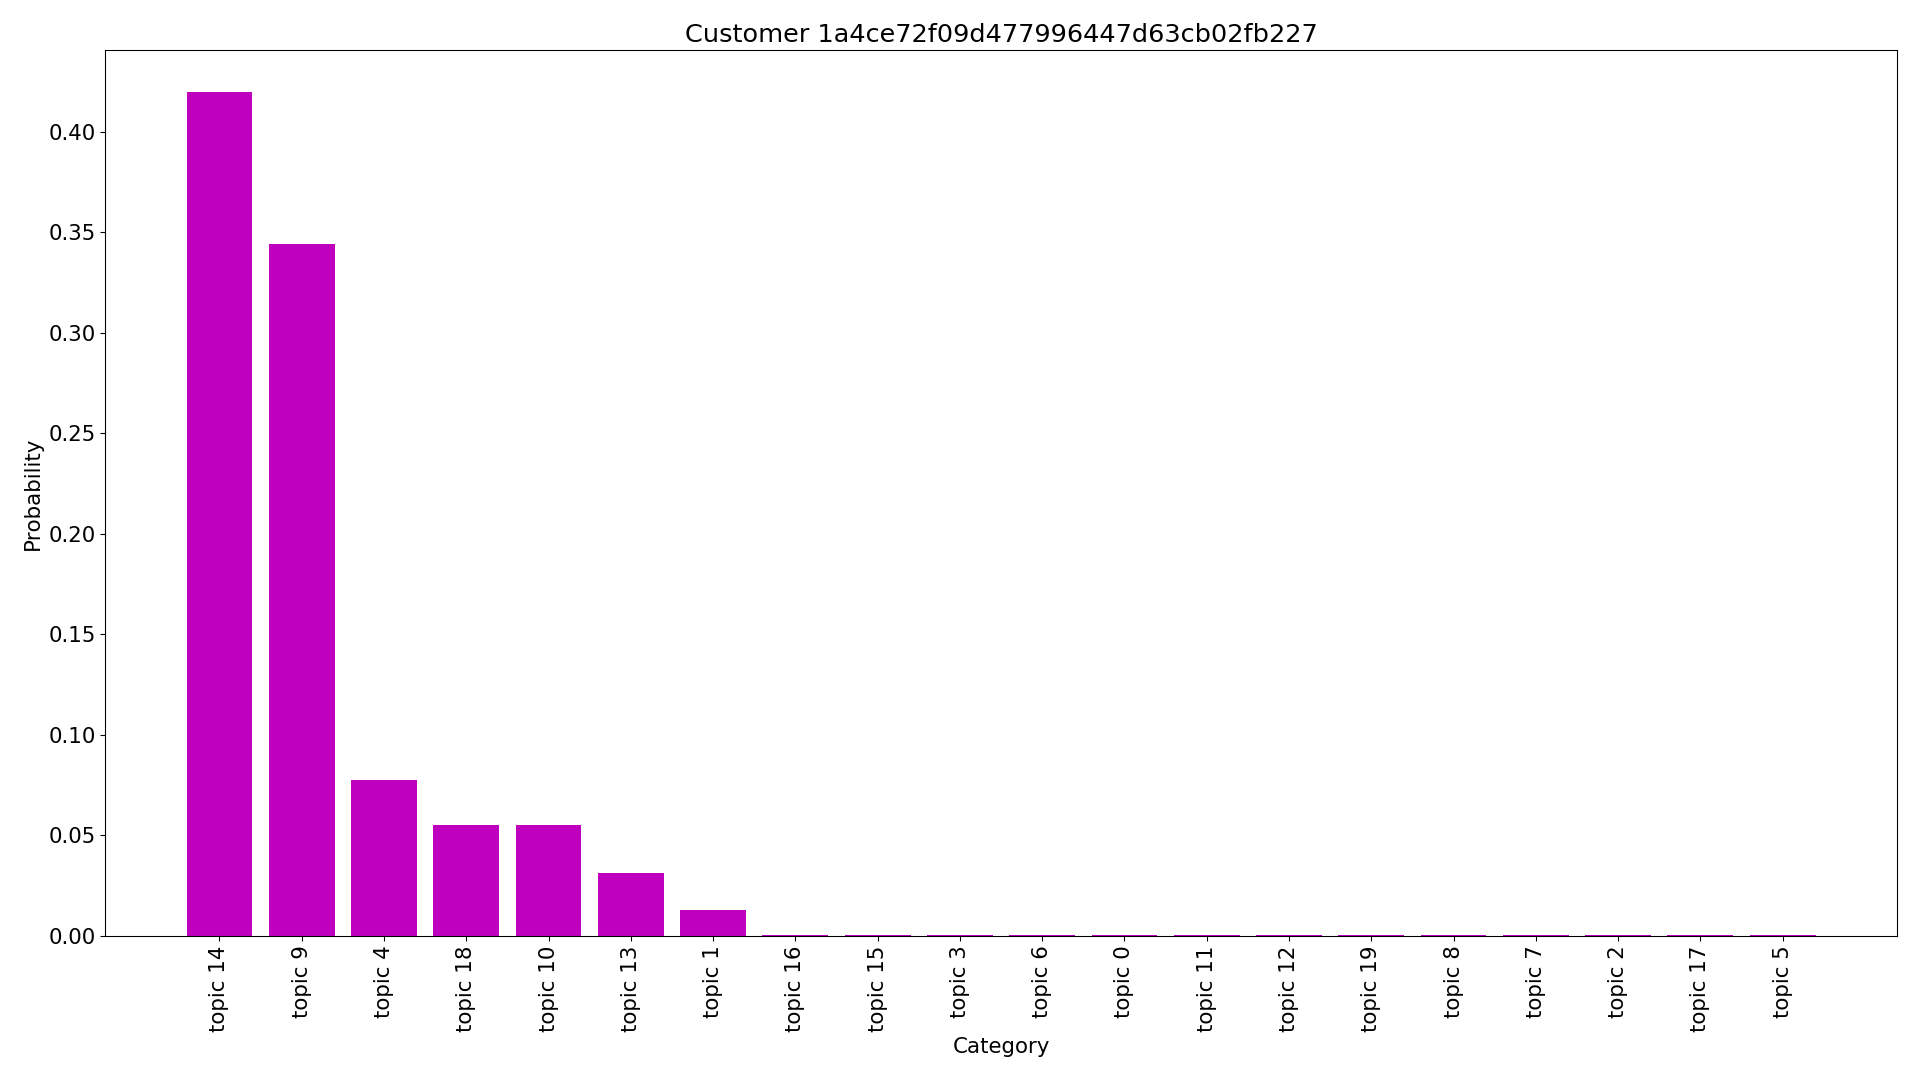 Customer 1a4ce72f09d477996447d63cb02fb227
Probability
0.40
0.35
0.30
0.25
0.20
0.15
0.10
0.05
0.00
topic 14
topic 9
topic 4
topic 18
topic 10
topic 13
topic 1
topic 16
topic 15
topic 3
topic 6
topic 0
topic 11
topic 12
topic 19
topic 8
topic 7
topic 2
topic 17
topic 5
Category